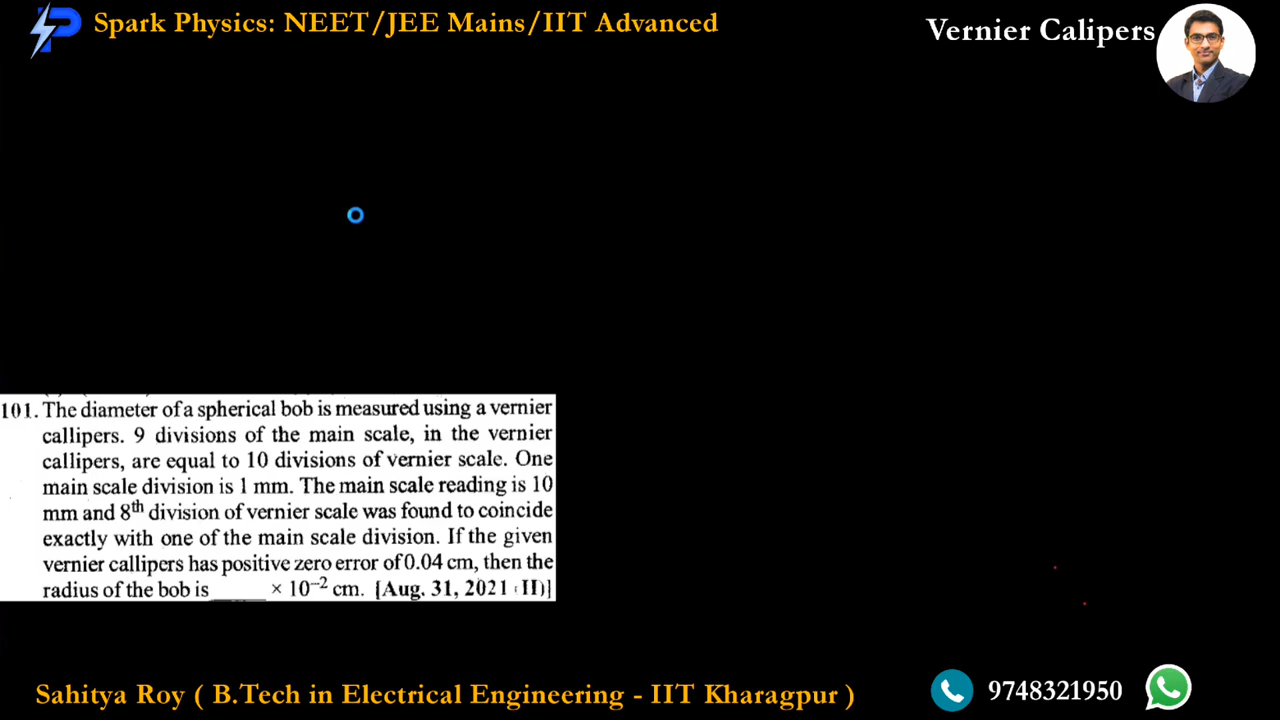 Spark Physics: NEET/JEE Mains/IIT Advanced
Vernier Calipers
101. The diameter of a spherical bob is measured using a vernier
callipers. 9 divisions of the main scale, in the vernier
callipers, are equal to 10 divisions of vernier scale. One
main scale division is 1 mm. The main scale reading is 10
mm and 8th division of vernier scale was found to coincide
exactly with one of the main scale division. If the given
vernier callipers has positive zero error of 0.04 cm, then the
radius of the bob is _____ × 10⁻² cm. [Aug. 31, 2021 (II)]
Sahitya Roy ( B.Tech in Electrical Engineering - IIT Kharagpur )
9748321950